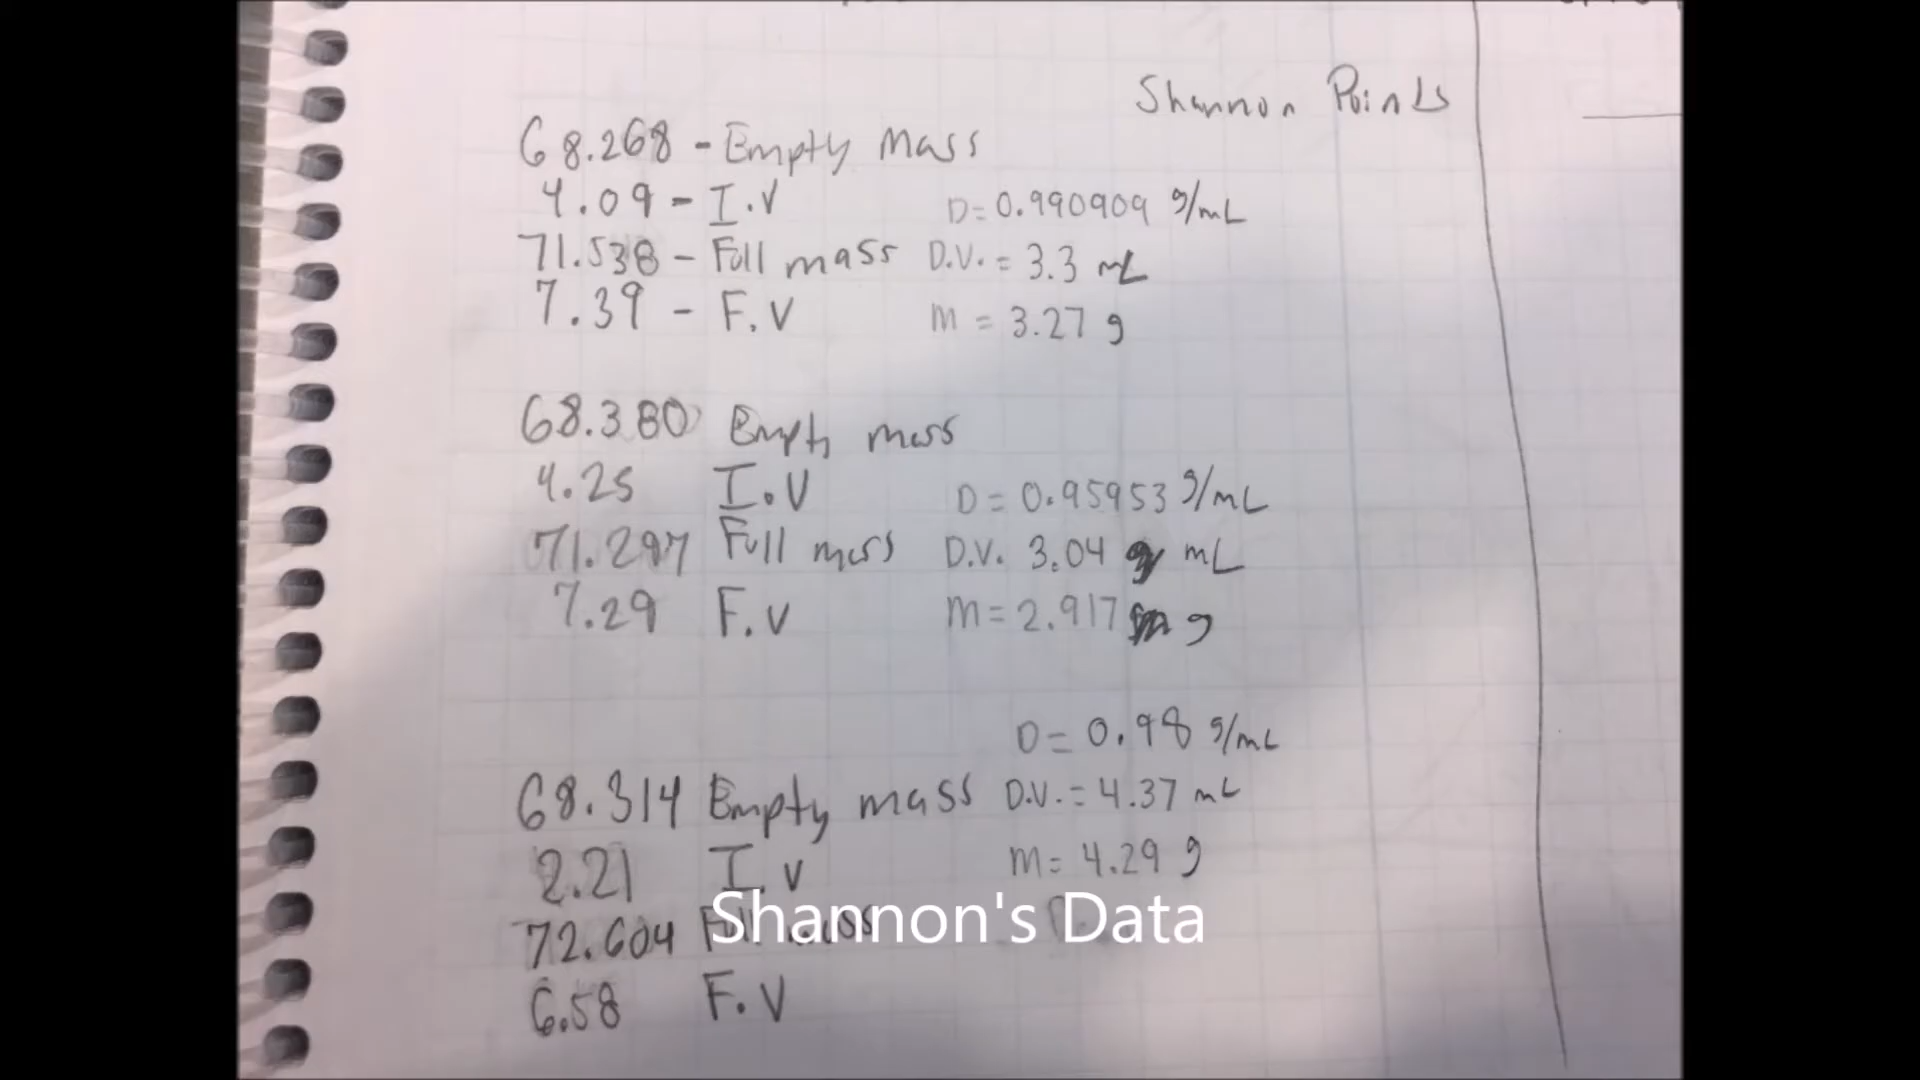 Shannon Points
68.268 - Empty Mass
4.09 - I.V
D= 0.990909 g/mL
71.538 - Full mass
D.V. = 3.3 mL
7.39 - F.V
m = 3.27 g
68.380 Empty mass
4.25 I.V
D = 0.95953 g/mL
71.297 Full mass
D.V. 3.04 mL
7.29 F.V
m = 2.917 g
D= 0.98 g/mL
68.314 Empty mass
D.V. = 4.37 mL
2.21 I.V
m= 4.29 g
72.604 Full mass
Shannon's Data
6.58 F.V